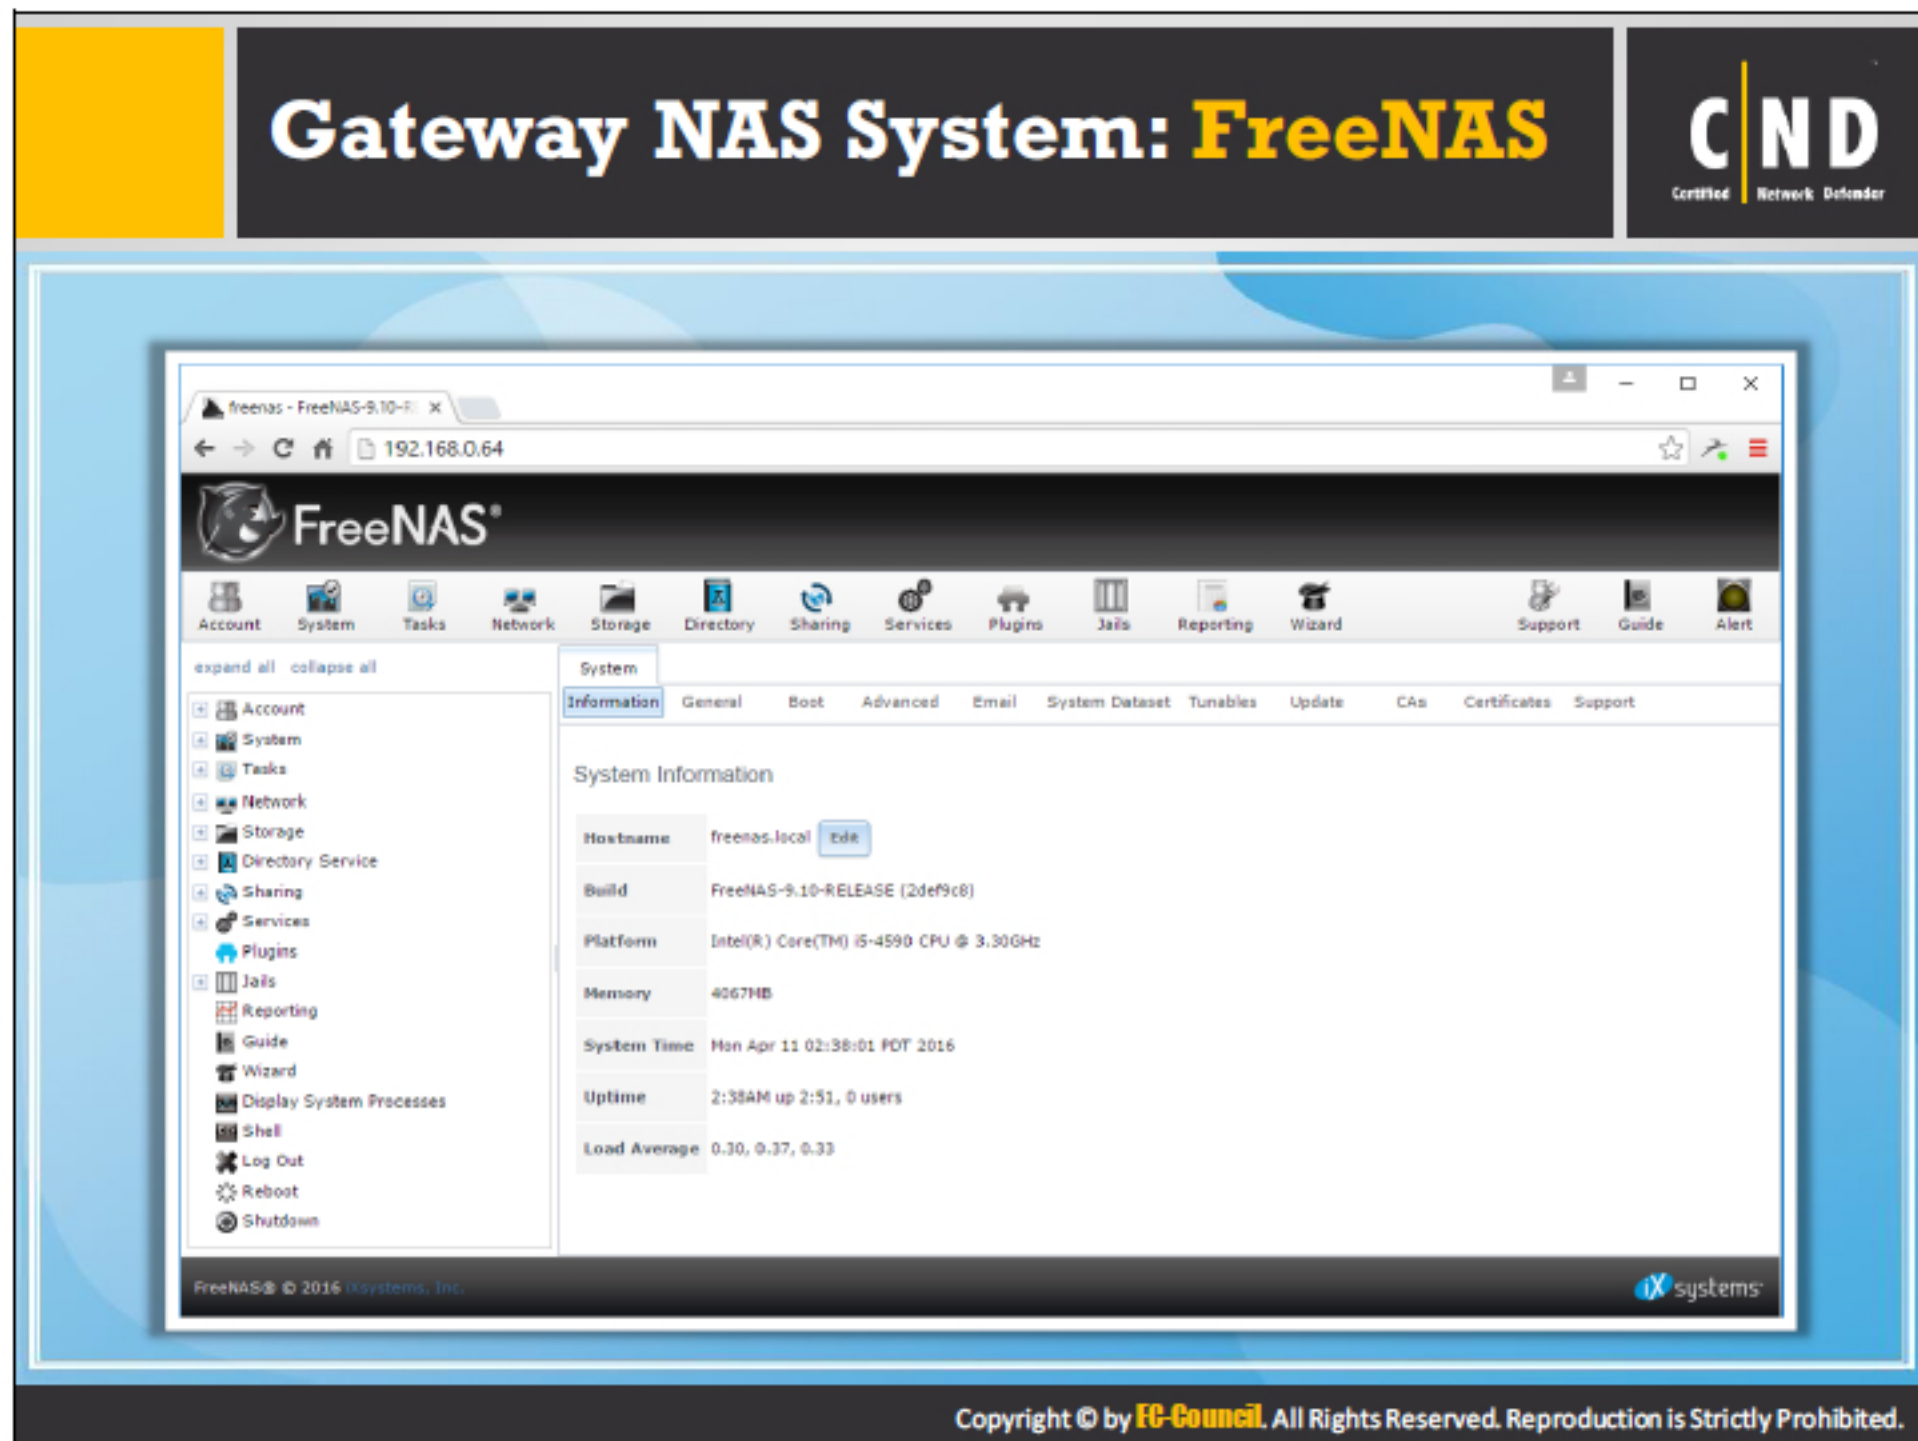 Gateway NAS System: FreeNAS
C|ND
Certified Network Defender
freenas - FreeNAS-9.10-R
192.168.0.64
FreeNAS®
Account System Tasks Network Storage Directory Sharing Services Plugins Jails Reporting Wizard Support Guide Alert
expand all collapse all
System
Information General Boot Advanced Email System Dataset Tunables Update CAs Certificates Support
Account
System
Tasks
Network
Storage
Directory Service
Sharing
Services
Plugins
Jails
Reporting
Guide
Wizard
Display System Processes
Shell
Log Out
Reboot
Shutdown
System Information
Hostname freenas.local Edit
Build FreeNAS-9.10-RELEASE (2def9c8)
Platform Intel(R) Core(TM) i5-4590 CPU @ 3.30GHz
Memory 4067MB
System Time Mon Apr 11 02:38:01 PDT 2016
Uptime 2:38AM up 2:51, 0 users
Load Average 0.30, 0.37, 0.33
FreeNAS® © 2016 iXsystems, Inc.
iXsystems
Copyright © by EC-Council. All Rights Reserved. Reproduction is Strictly Prohibited.